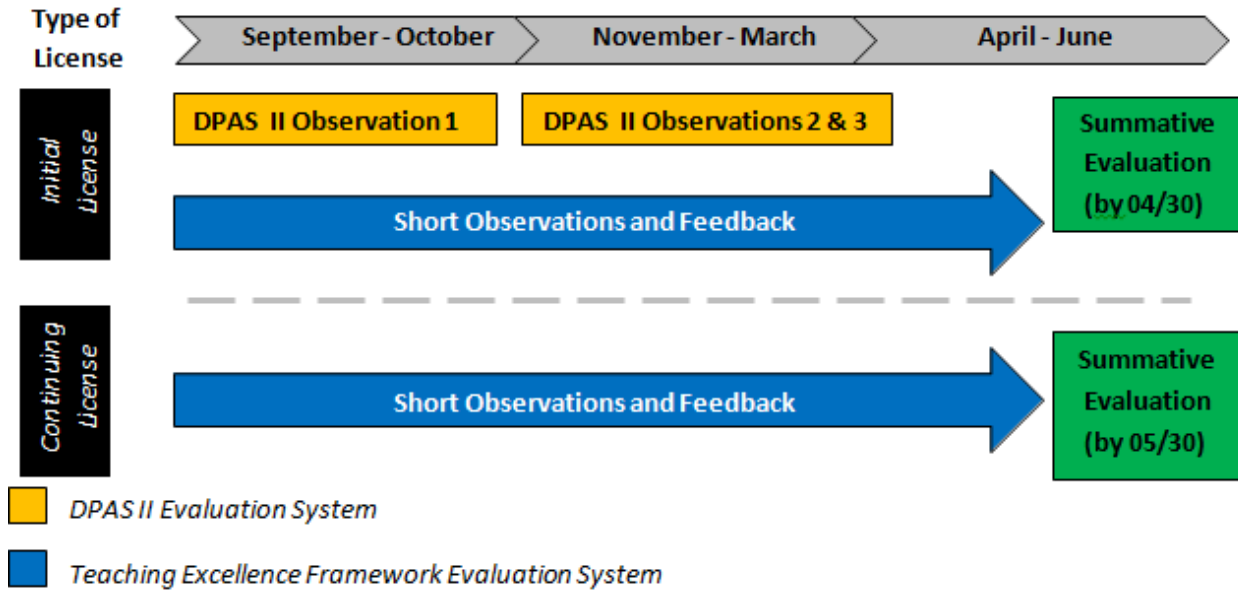 Type of
License
September - October
November - March
April - June
Initial
License
DPAS II Observation 1
DPAS II Observations 2 & 3
Summative
Evaluation
(by 04/30)
Short Observations and Feedback
Continuing
License
Short Observations and Feedback
Summative
Evaluation
(by 05/30)
DPAS II Evaluation System
Teaching Excellence Framework Evaluation System